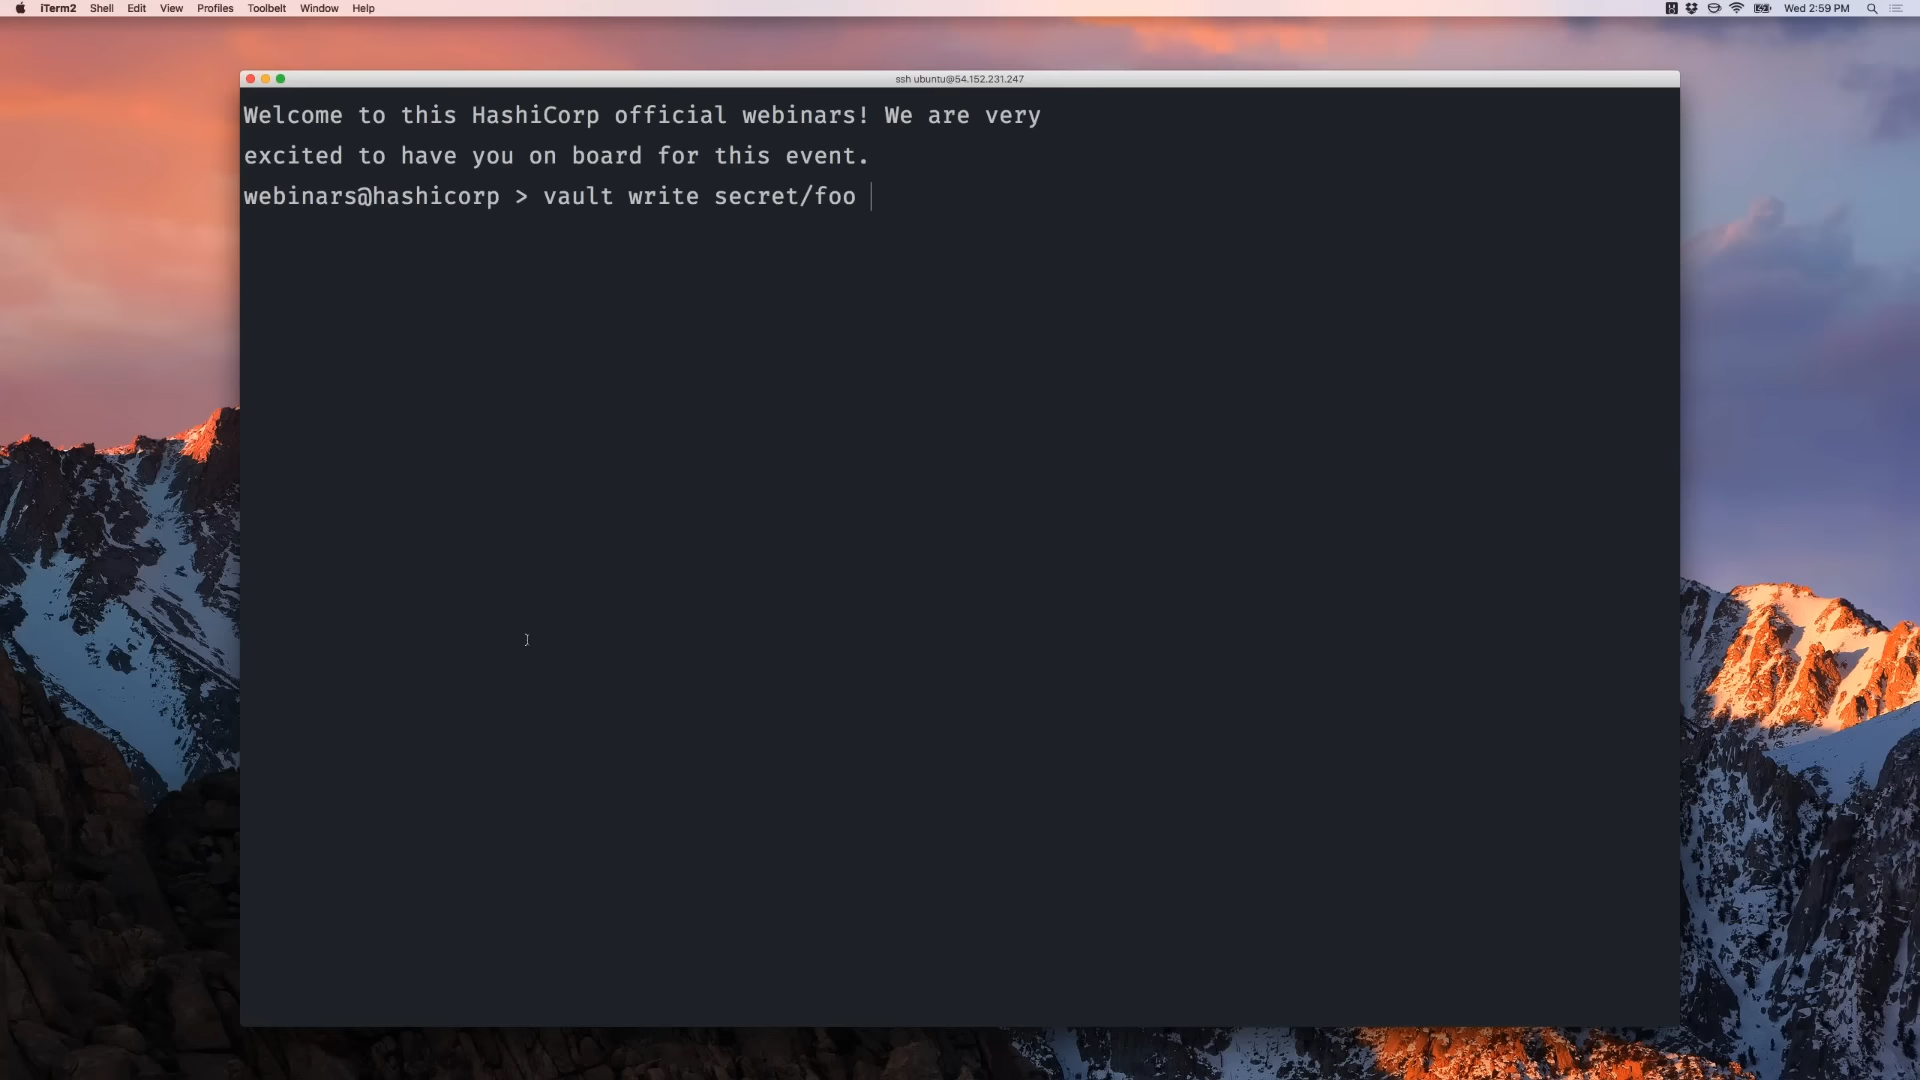 iTerm2 Shell Edit View Profiles Toolbelt Window Help Wed 2:59 PM
ssh ubuntu@54.152.231.247
Welcome to this HashiCorp official webinars! We are very
excited to have you on board for this event.
webinars@hashicorp > vault write secret/foo